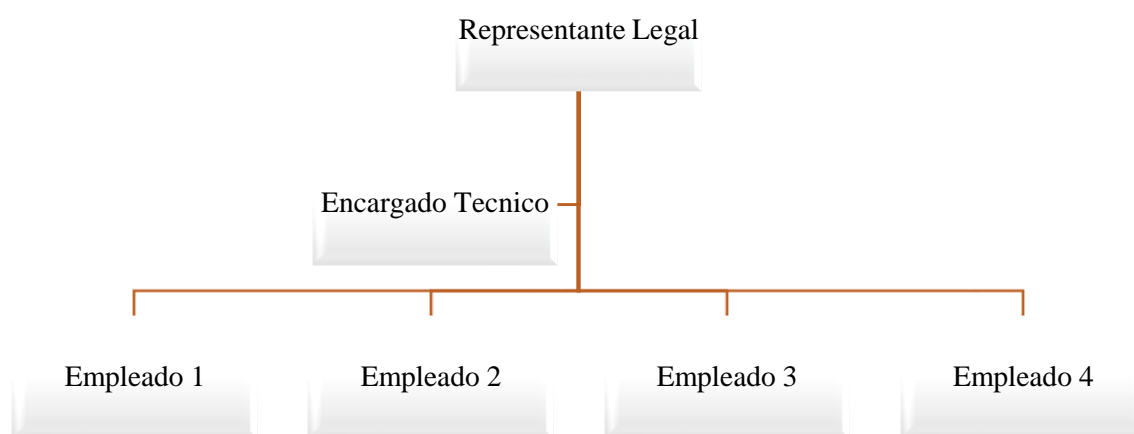 Representante Legal
Encargado Tecnico
Empleado 1
Empleado 2
Empleado 3
Empleado 4